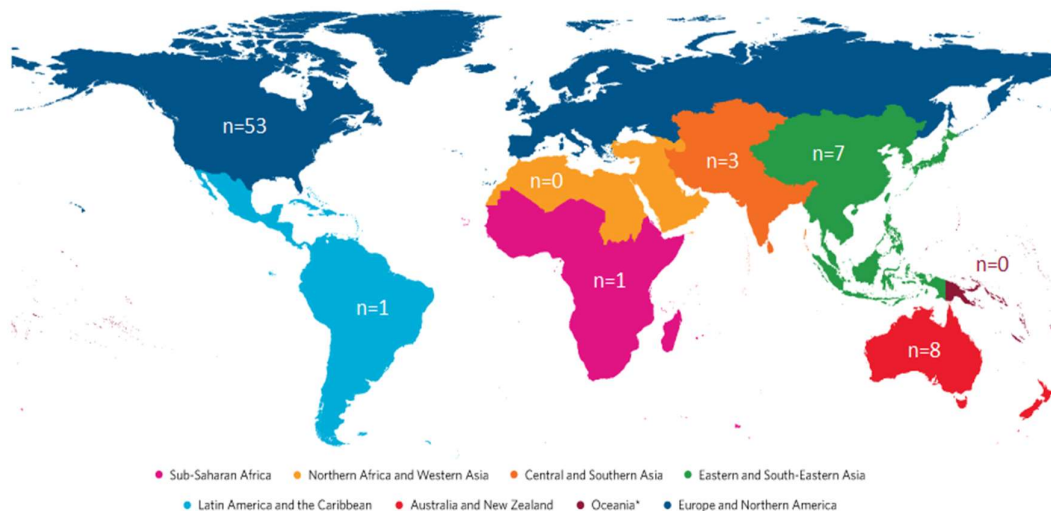 n=53
n=0
n=3
n=7
n=0
n=1
n=1
n=8
Sub-Saharan Africa
Northern Africa and Western Asia
Central and Southern Asia
Eastern and South-Eastern Asia
Latin America and the Caribbean
Australia and New Zealand
Oceania*
Europe and Northern America